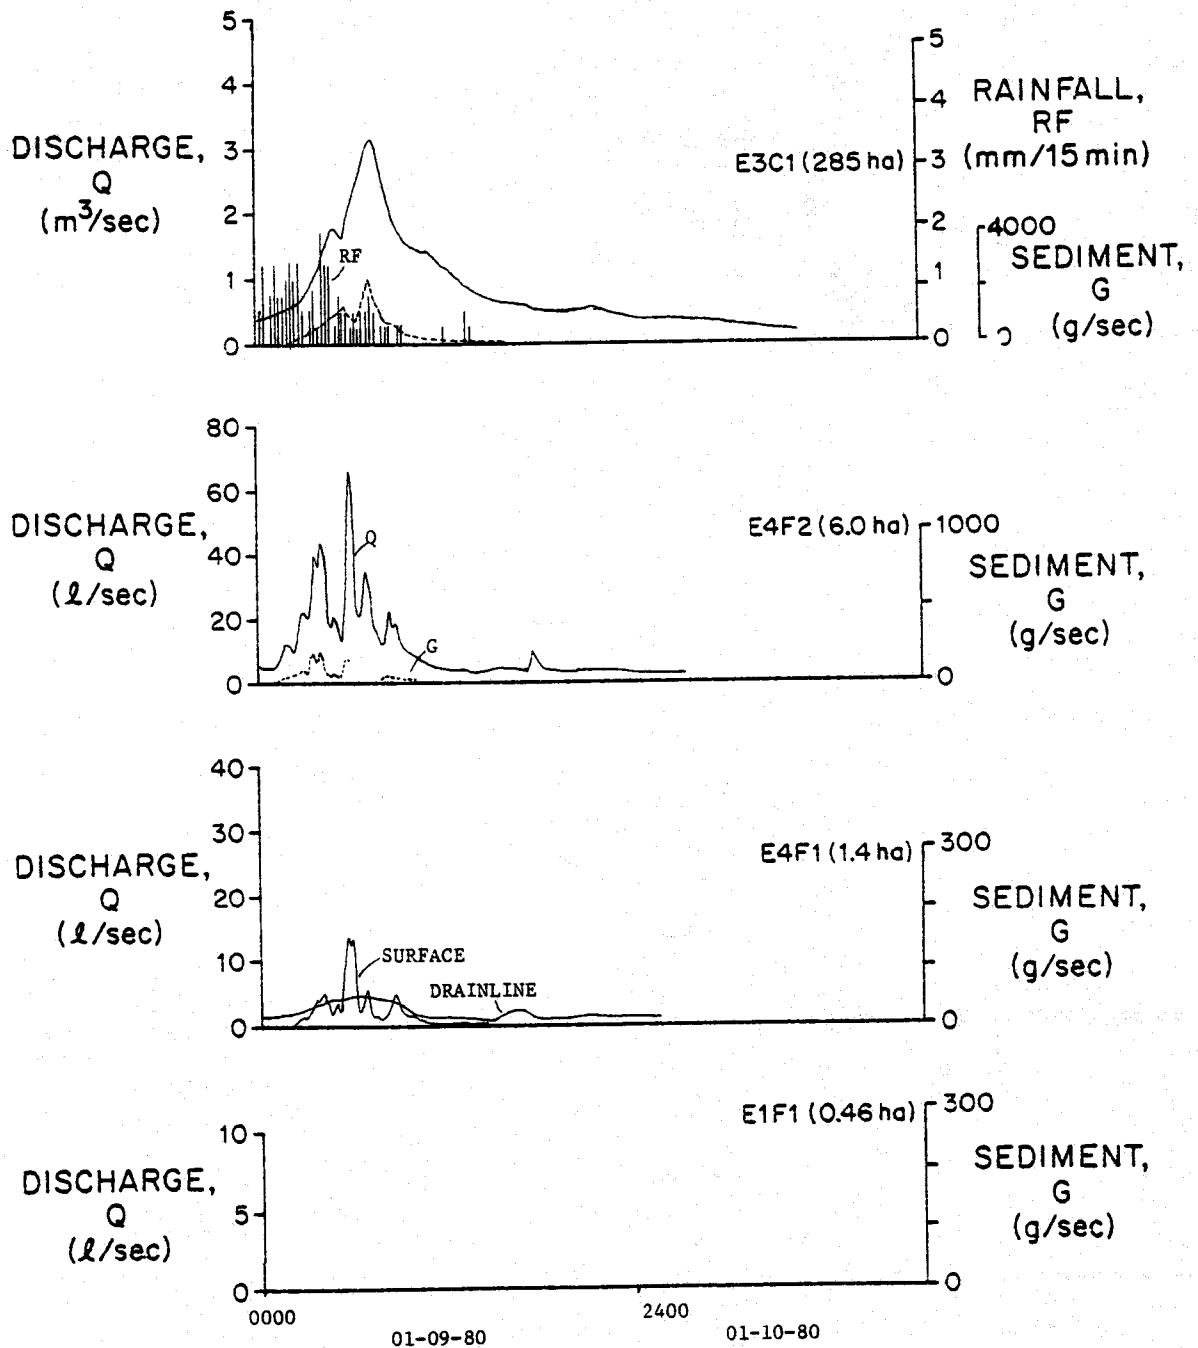 5
4
3
2
1
0
DISCHARGE,
Q
(m³/sec)
RF
E3C1 (285 ha)
5
4
3
2
1
0
RAINFALL,
RF
(mm/15 min)
4000
0
SEDIMENT,
G
(g/sec)
80
60
40
20
0
DISCHARGE,
Q
(ℓ/sec)
Q
G
E4F2 (6.0 ha)
1000
0
SEDIMENT,
G
(g/sec)
40
30
20
10
0
DISCHARGE,
Q
(ℓ/sec)
SURFACE
DRAINLINE
E4F1 (1.4 ha)
300
0
SEDIMENT,
G
(g/sec)
10
5
0
DISCHARGE,
Q
(ℓ/sec)
E1F1 (0.46 ha)
300
0
SEDIMENT,
G
(g/sec)
0000
2400
01-09-80
01-10-80